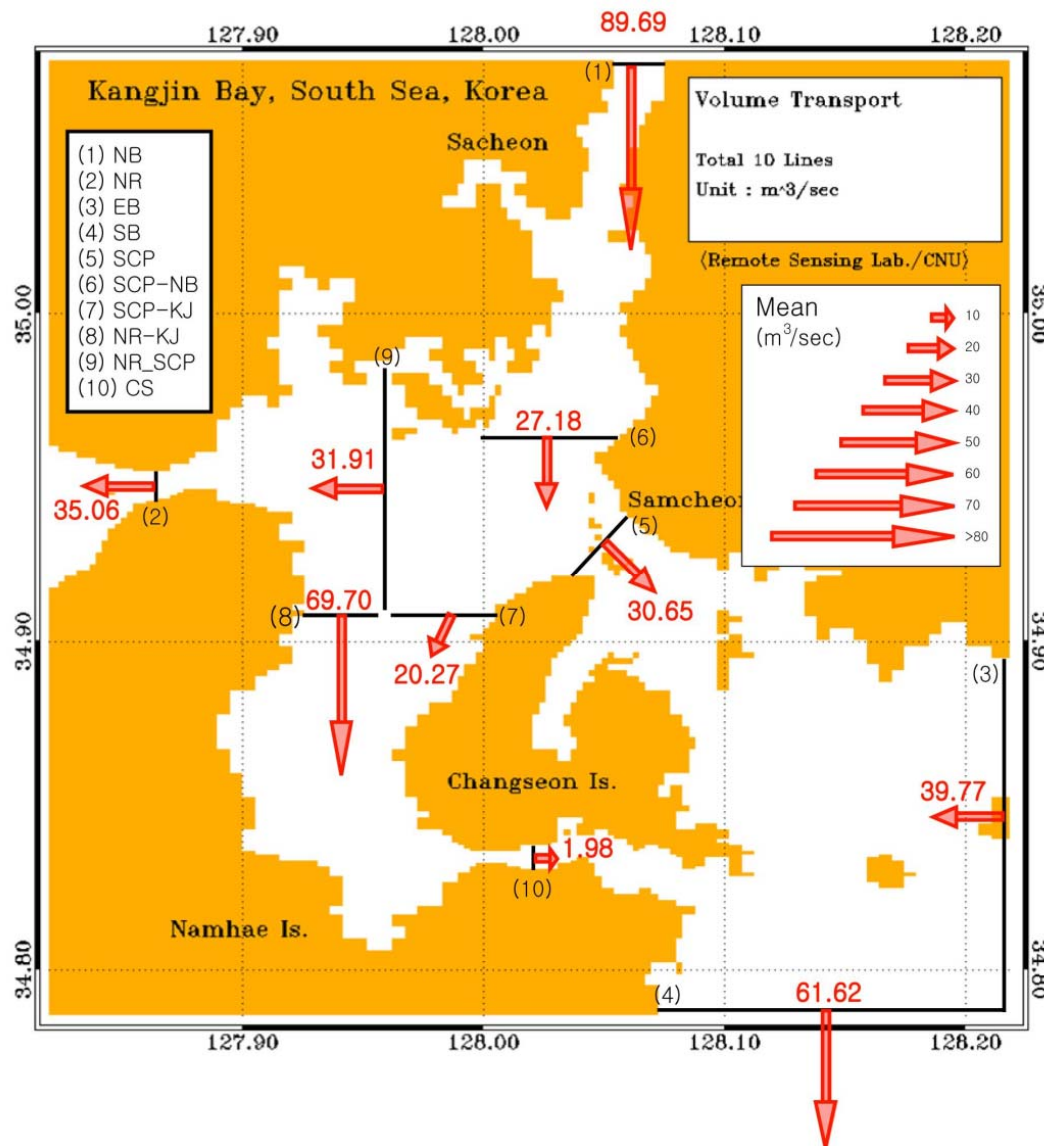 127.90 128.00 89.69 128.10 128.20
(1)
Kangjin Bay, South Sea, Korea
Volume Transport
Total 10 Lines
Unit : m^3/sec
Sacheon
(1) NB
(2) NR
(3) EB
(4) SB
(5) SCP
(6) SCP-NB
(7) SCP-KJ
(8) NR-KJ
(9) NR_SCP
(10) CS
(Remote Sensing Lab./CNU)
35.00
35.00
Mean
(m³/sec)
10
20
30
40
50
60
70
>80
(9)
27.18
(6)
31.91
35.06
(2)
Samcheon
(5)
30.65
(8)
69.70
(7)
20.27
34.90
34.90
(3)
Changseon Is.
39.77
1.98
(10)
Namhae Is.
34.80
34.80
(4)
61.62
127.90 128.00 128.10 128.20